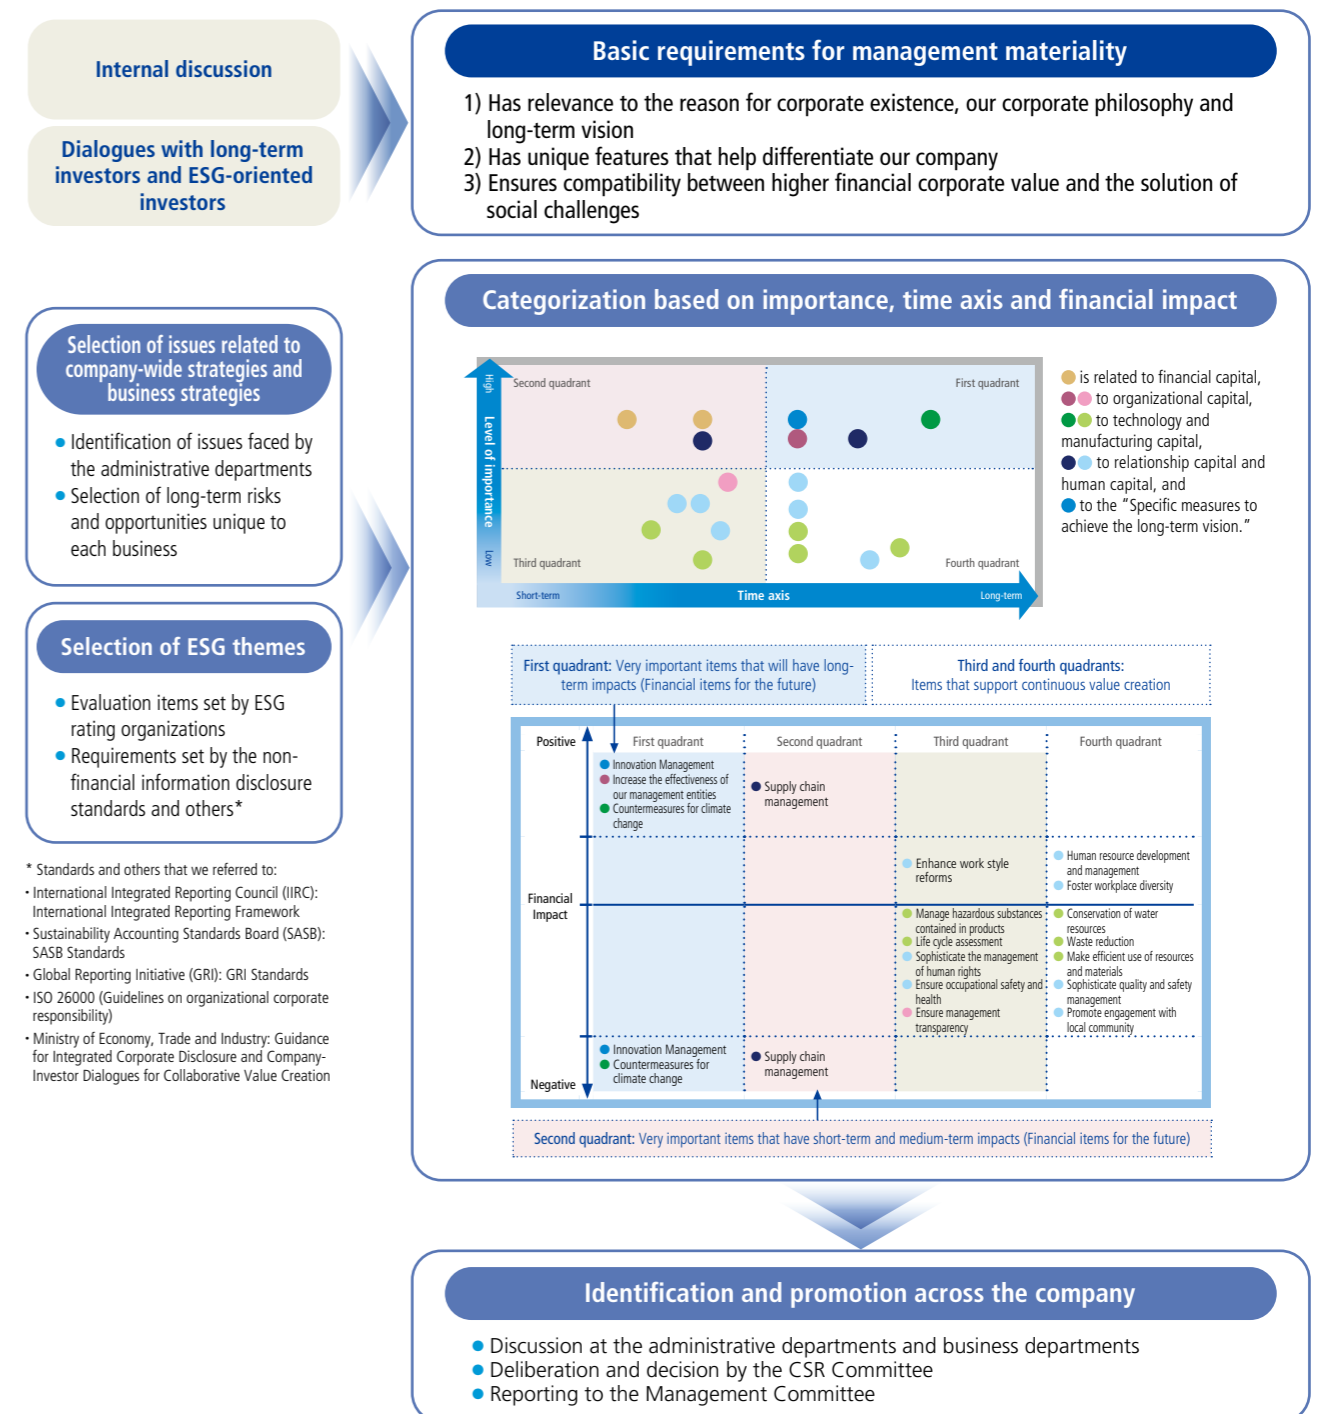 Internal discussion
Dialogues with long-term
investors and ESG-oriented
investors
Basic requirements for management materiality
1) Has relevance to the reason for corporate existence, our corporate philosophy and
long-term vision
2) Has unique features that help differentiate our company
3) Ensures compatibility between higher financial corporate value and the solution of
social challenges
Selection of issues related to
company-wide strategies and
business strategies
● Identification of issues faced by
the administrative departments
● Selection of long-term risks
and opportunities unique to
each business
Selection of ESG themes
● Evaluation items set by ESG
rating organizations
● Requirements set by the non-
financial information disclosure
standards and others*
* Standards and others that we referred to:
・International Integrated Reporting Council (IIRC):
International Integrated Reporting Framework
・Sustainability Accounting Standards Board (SASB):
SASB Standards
・Global Reporting Initiative (GRI): GRI Standards
・ISO 26000 (Guidelines on organizational corporate
responsibility)
・Ministry of Economy, Trade and Industry: Guidance
for Integrated Corporate Disclosure and Company-
Investor Dialogues for Collaborative Value Creation
Categorization based on importance, time axis and financial impact
High
Level of importance
Low
Second quadrant
First quadrant
Third quadrant
Fourth quadrant
Short-term
Time axis
Long-term
● is related to financial capital,
●● to organizational capital,
●● to technology and
manufacturing capital,
●● to relationship capital and
human capital, and
● to the “Specific measures to
achieve the long-term vision.”
First quadrant: Very important items that will have long-
term impacts (Financial items for the future)
Third and fourth quadrants:
Items that support continuous value creation
Positive
Financial
Impact
Negative
First quadrant
● Innovation Management
● Increase the effectiveness of
our management entities
● Countermeasures for climate
change
● Innovation Management
● Countermeasures for
climate change
Second quadrant
● Supply chain
management
● Supply chain
management
Third quadrant
● Enhance work style
reforms
● Manage hazardous substances
contained in products
● Life cycle assessment
● Sophisticate the management
of human rights
● Ensure occupational safety and
health
● Ensure management
transparency
Fourth quadrant
● Human resource development
and management
● Foster workplace diversity
● Conservation of water
resources
● Waste reduction
● Make efficient use of resources
and materials
● Sophisticate quality and safety
management
● Promote engagement with
local community
Second quadrant: Very important items that have short-term and medium-term impacts (Financial items for the future)
Identification and promotion across the company
● Discussion at the administrative departments and business departments
● Deliberation and decision by the CSR Committee
● Reporting to the Management Committee